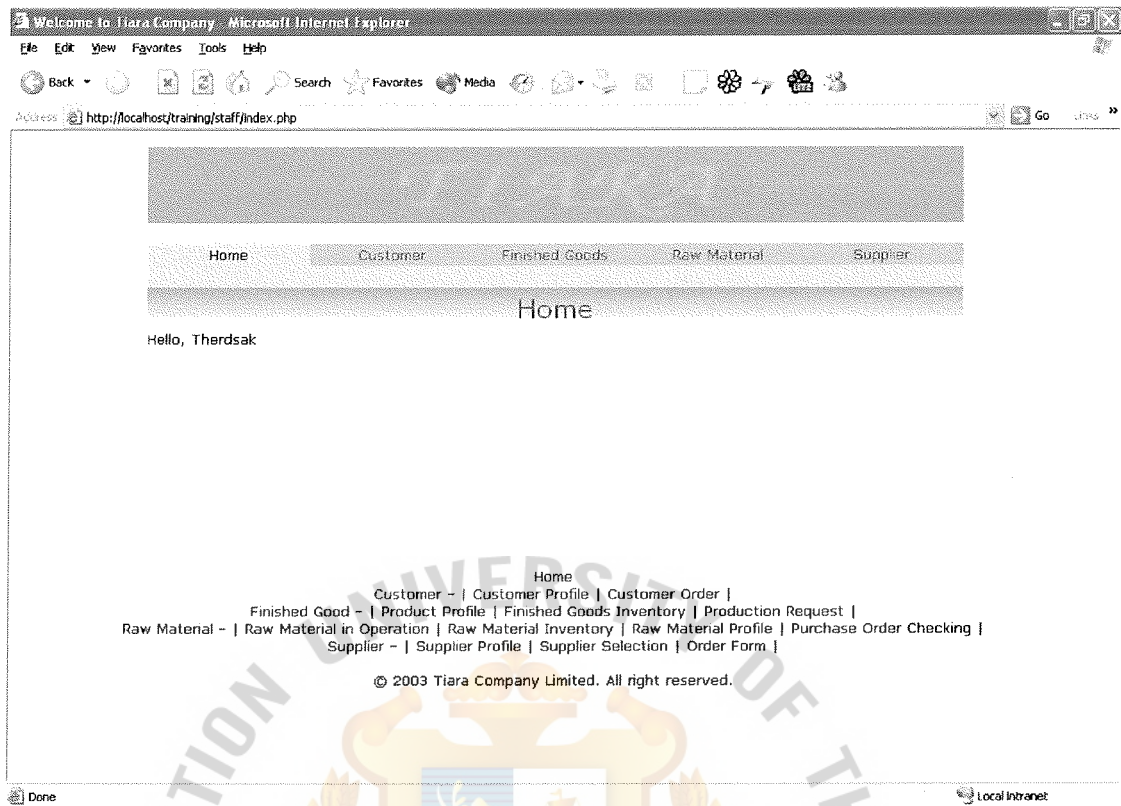 Welcome to Tiara Company - Microsoft Internet Explorer
File Edit View Favorites Tools Help
Back Search Favorites Media
Address http://localhost/training/staff/index.php Go Links »
TIARA
Home Customer Finished Goods Raw Material Supplier
Home
Hello, Therdsak
Home
Customer – | Customer Profile | Customer Order |
Finished Good – | Product Profile | Finished Goods Inventory | Production Request |
Raw Material – | Raw Material in Operation | Raw Material Inventory | Raw Material Profile | Purchase Order Checking |
Supplier – | Supplier Profile | Supplier Selection | Order Form |
© 2003 Tiara Company Limited. All right reserved.
UNIVERSITY OF
Done Local intranet